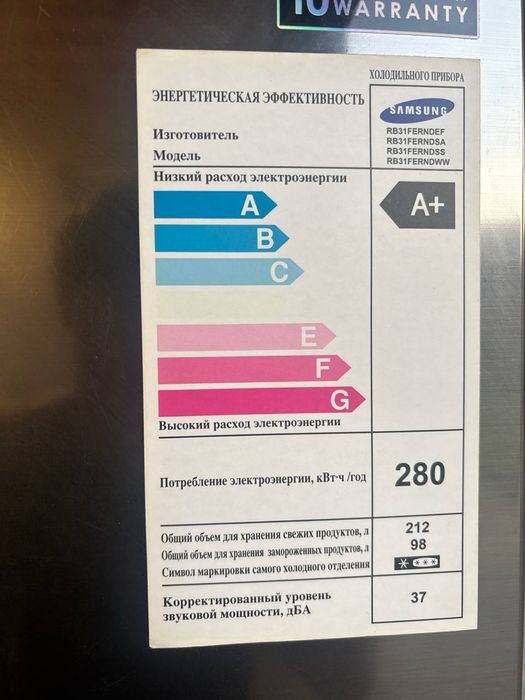 10 WARRANTY
ХОЛОДИЛЬНОГО ПРИБОРА
ЭНЕРГЕТИЧЕСКАЯ ЭФФЕКТИВНОСТЬ
SAMSUNG
Изготовитель
Модель
RB31FERNDEF
RB31FERNDSA
RB31FERNDSS
RB31FERNDWW
Низкий расход электроэнергии
A
A+
B
C
E
F
G
Высокий расход электроэнергии
Потребление электроэнергии, кВт·ч /год 280
Общий объем для хранения свежих продуктов, л 212
Общий объем для хранения замороженных продуктов, л 98
Символ маркировки самого холодного отделения * ***
Корректированный уровень
звуковой мощности, дБА 37